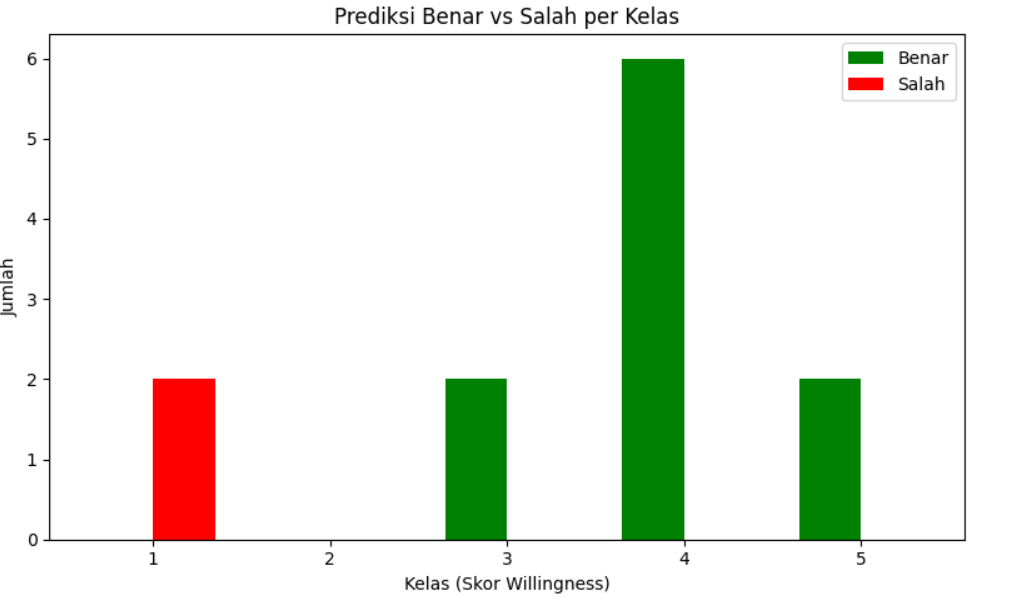 Prediksi Benar vs Salah per Kelas
Benar
Salah
Jumlah
6
5
4
3
2
1
0
1 2 3 4 5
Kelas (Skor Willingness)